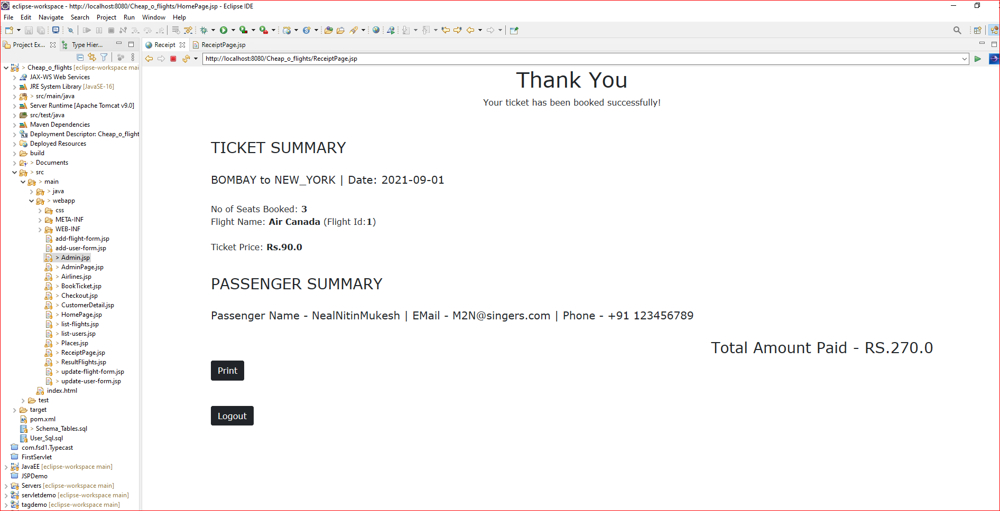 eclipse-workspace - http://localhost:8080/Cheap_o_flights/HomePage.jsp - Eclipse IDE
File Edit Navigate Search Project Run Window Help
Project Ex... Type Hier... Receipt ReceiptPage.jsp
http://localhost:8080/Cheap_o_flights/ReceiptPage.jsp
> Cheap_o_flights [eclipse-workspace mai
JAX-WS Web Services
JRE System Library [JavaSE-16]
> src/main/java
Server Runtime [Apache Tomcat v9.0]
src/test/java
Maven Dependencies
Deployment Descriptor: Cheap_o_flight
Deployed Resources
build
> Documents
> src
> main
> java
> webapp
css
META-INF
WEB-INF
add-flight-form.jsp
add-user-form.jsp
> Admin.jsp
> AdminPage.jsp
> Airlines.jsp
> BookTicket.jsp
> Checkout.jsp
> CustomerDetail.jsp
> HomePage.jsp
> list-flights.jsp
> list-users.jsp
> Places.jsp
> ReceiptPage.jsp
> ResultFlights.jsp
> update-flight-form.jsp
> update-user-form.jsp
index.html
test
target
pom.xml
> Schema_Tables.sql
User_Sql.sql
com.fsd1.Typecast
FirstServlet
JavaEE [eclipse-workspace main]
JSPDemo
Servers [eclipse-workspace main]
servletdemo [eclipse-workspace main]
tagdemo [eclipse-workspace main]
Thank You
Your ticket has been booked successfully!
TICKET SUMMARY
BOMBAY to NEW_YORK | Date: 2021-09-01
No of Seats Booked: 3
Flight Name: Air Canada (Flight Id:1)
Ticket Price: Rs.90.0
PASSENGER SUMMARY
Passenger Name - NealNitinMukesh | EMail - M2N@singers.com | Phone - +91 123456789
Total Amount Paid - RS.270.0
Print
Logout